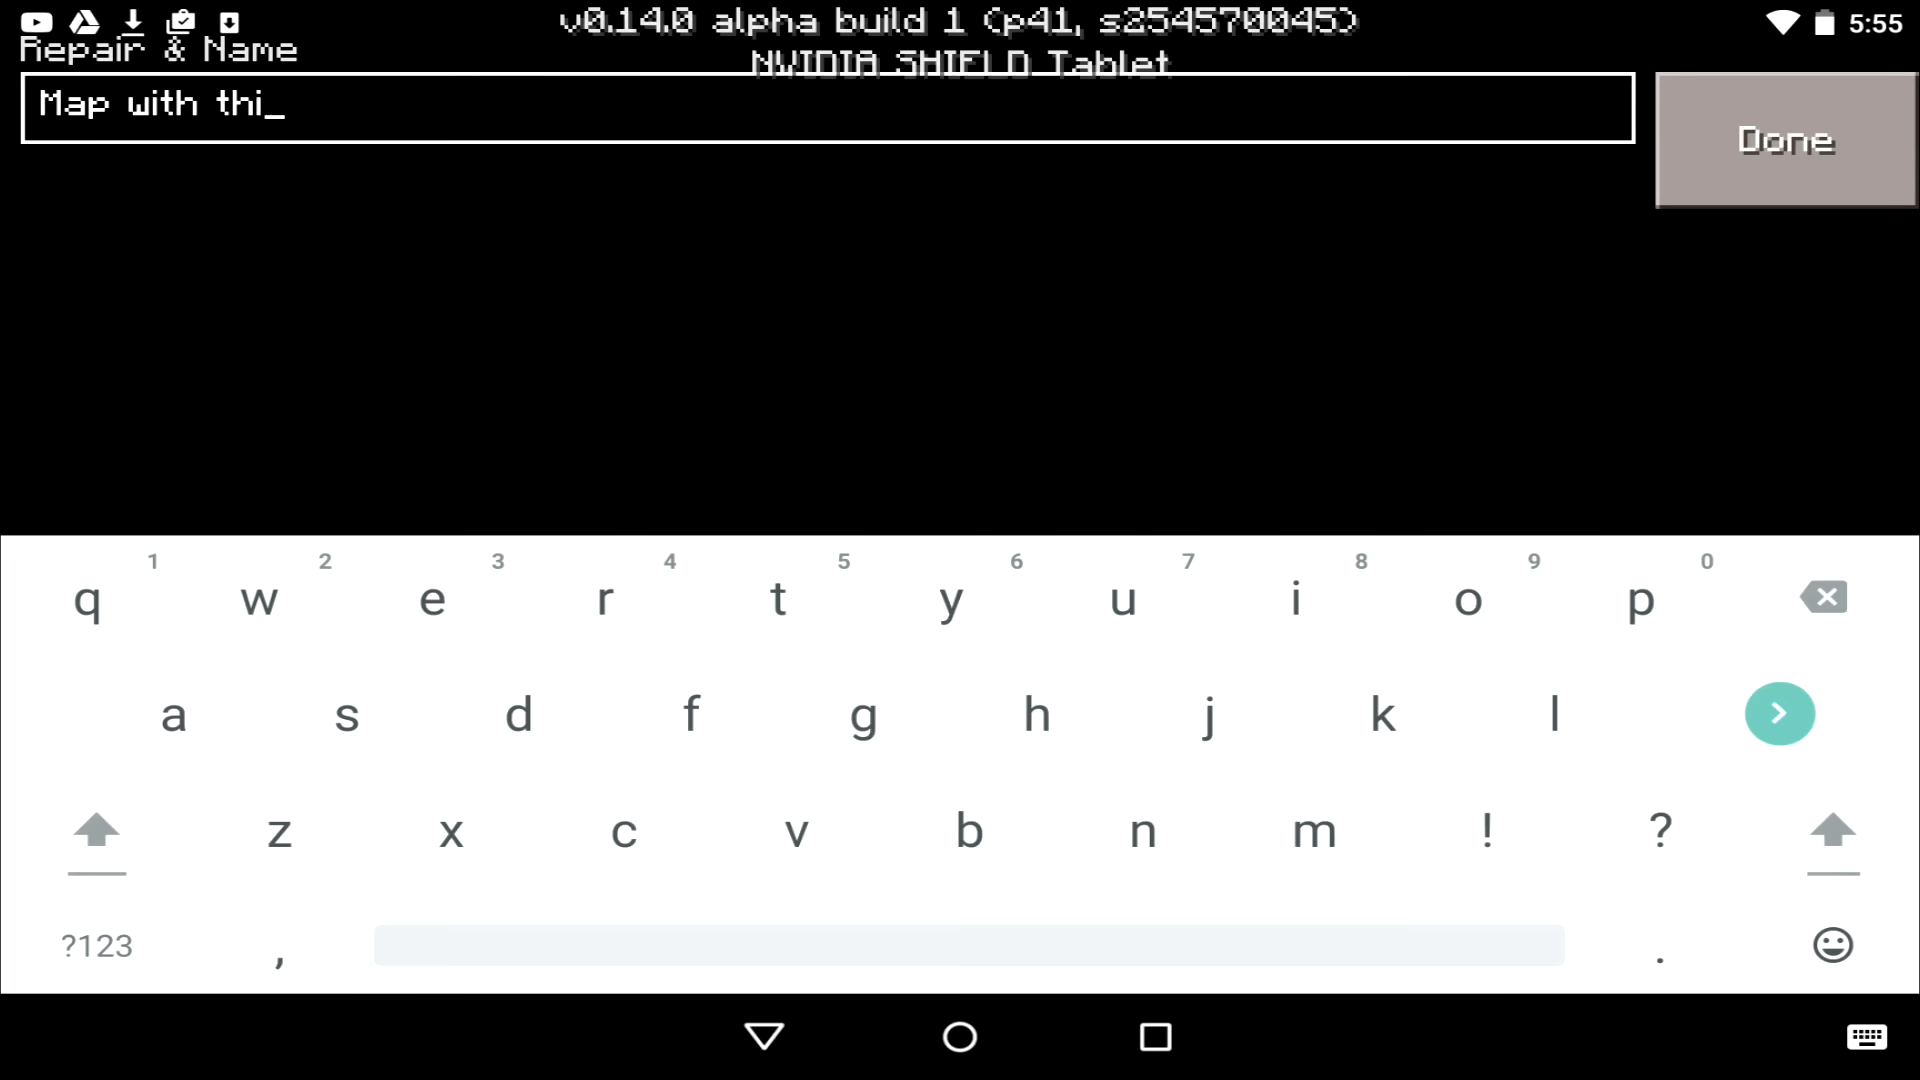 v0.14.0 alpha build 1 (p41, s254570045)
5:55
Repair & Name
NVIDIA SHIELD Tablet
Map with thi_
Done
1 2 3 4 5 6 7 8 9 0
q w e r t y u i o p
a s d f g h j k l
z x c v b n m ! ?
?123 , .